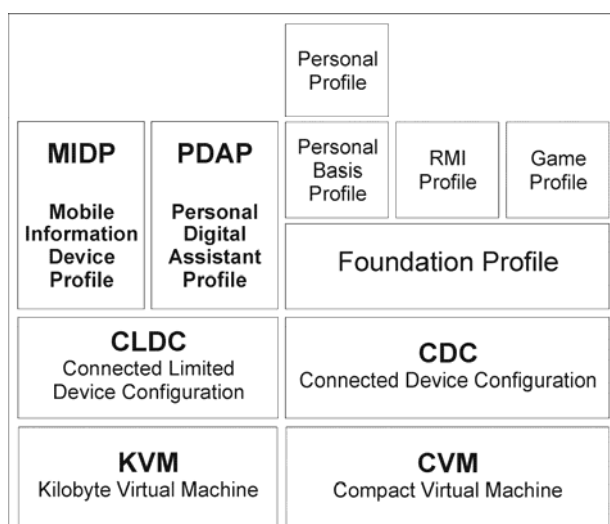 Personal
Profile
MIDP
Mobile
Information
Device
Profile
PDAP
Personal
Digital
Assistant
Profile
Personal
Basis
Profile
RMI
Profile
Game
Profile
Foundation Profile
CLDC
Connected Limited
Device Configuration
CDC
Connected Device Configuration
KVM
Kilobyte Virtual Machine
CVM
Compact Virtual Machine